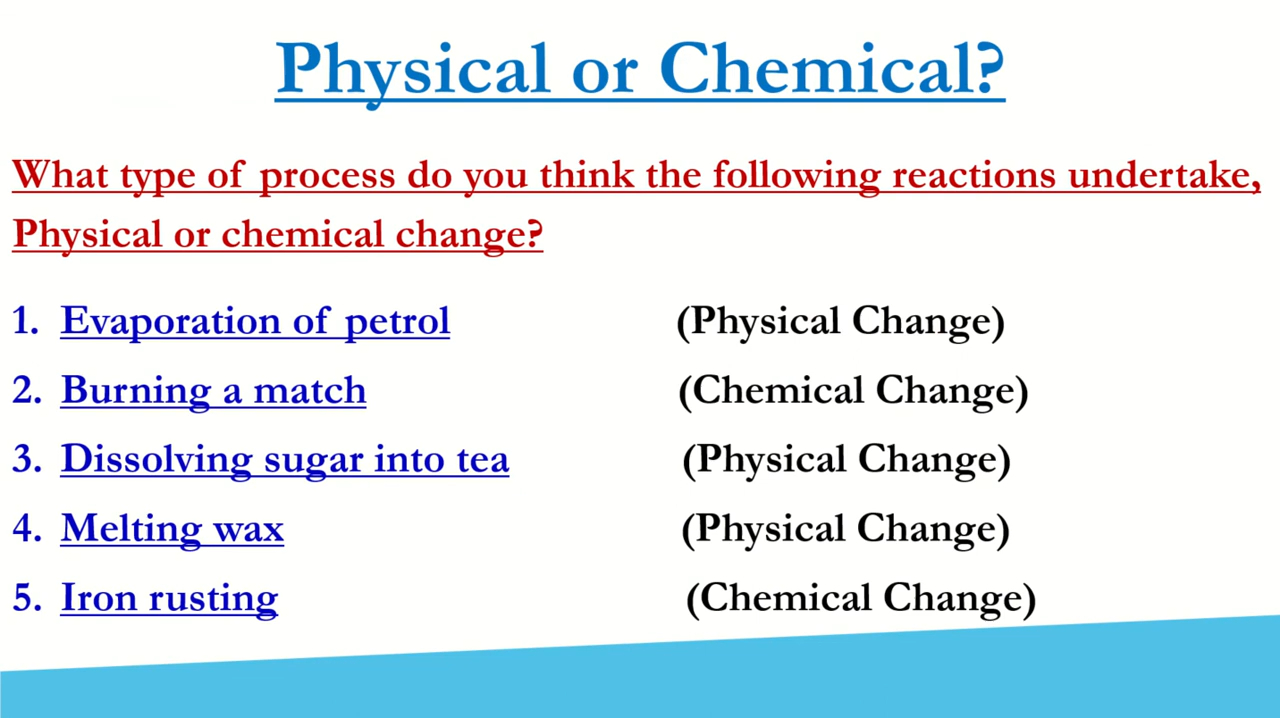 Physical or Chemical?
What type of process do you think the following reactions undertake,
Physical or chemical change?
1. Evaporation of petrol (Physical Change)
2. Burning a match (Chemical Change)
3. Dissolving sugar into tea (Physical Change)
4. Melting wax (Physical Change)
5. Iron rusting (Chemical Change)